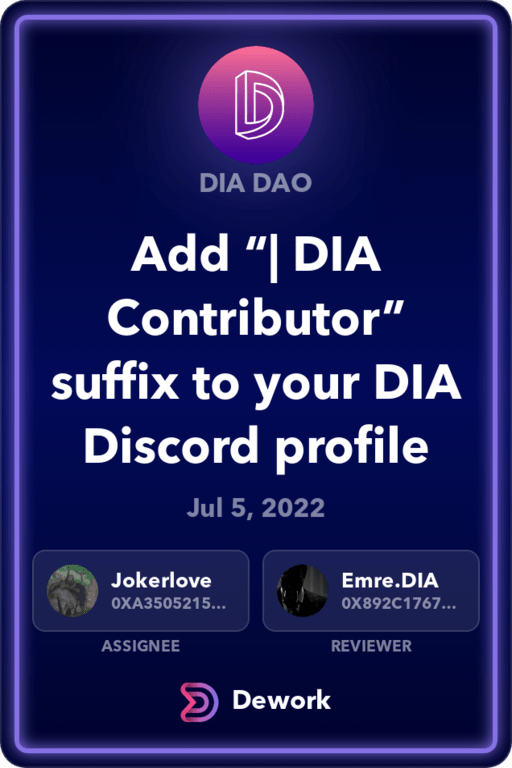 DIA DAO
Add “| DIA
Contributor”
suffix to your DIA
Discord profile
Jul 5, 2022
Jokerlove
0XA3505215...
Emre.DIA
0X892C1767...
ASSIGNEE
REVIEWER
Dework